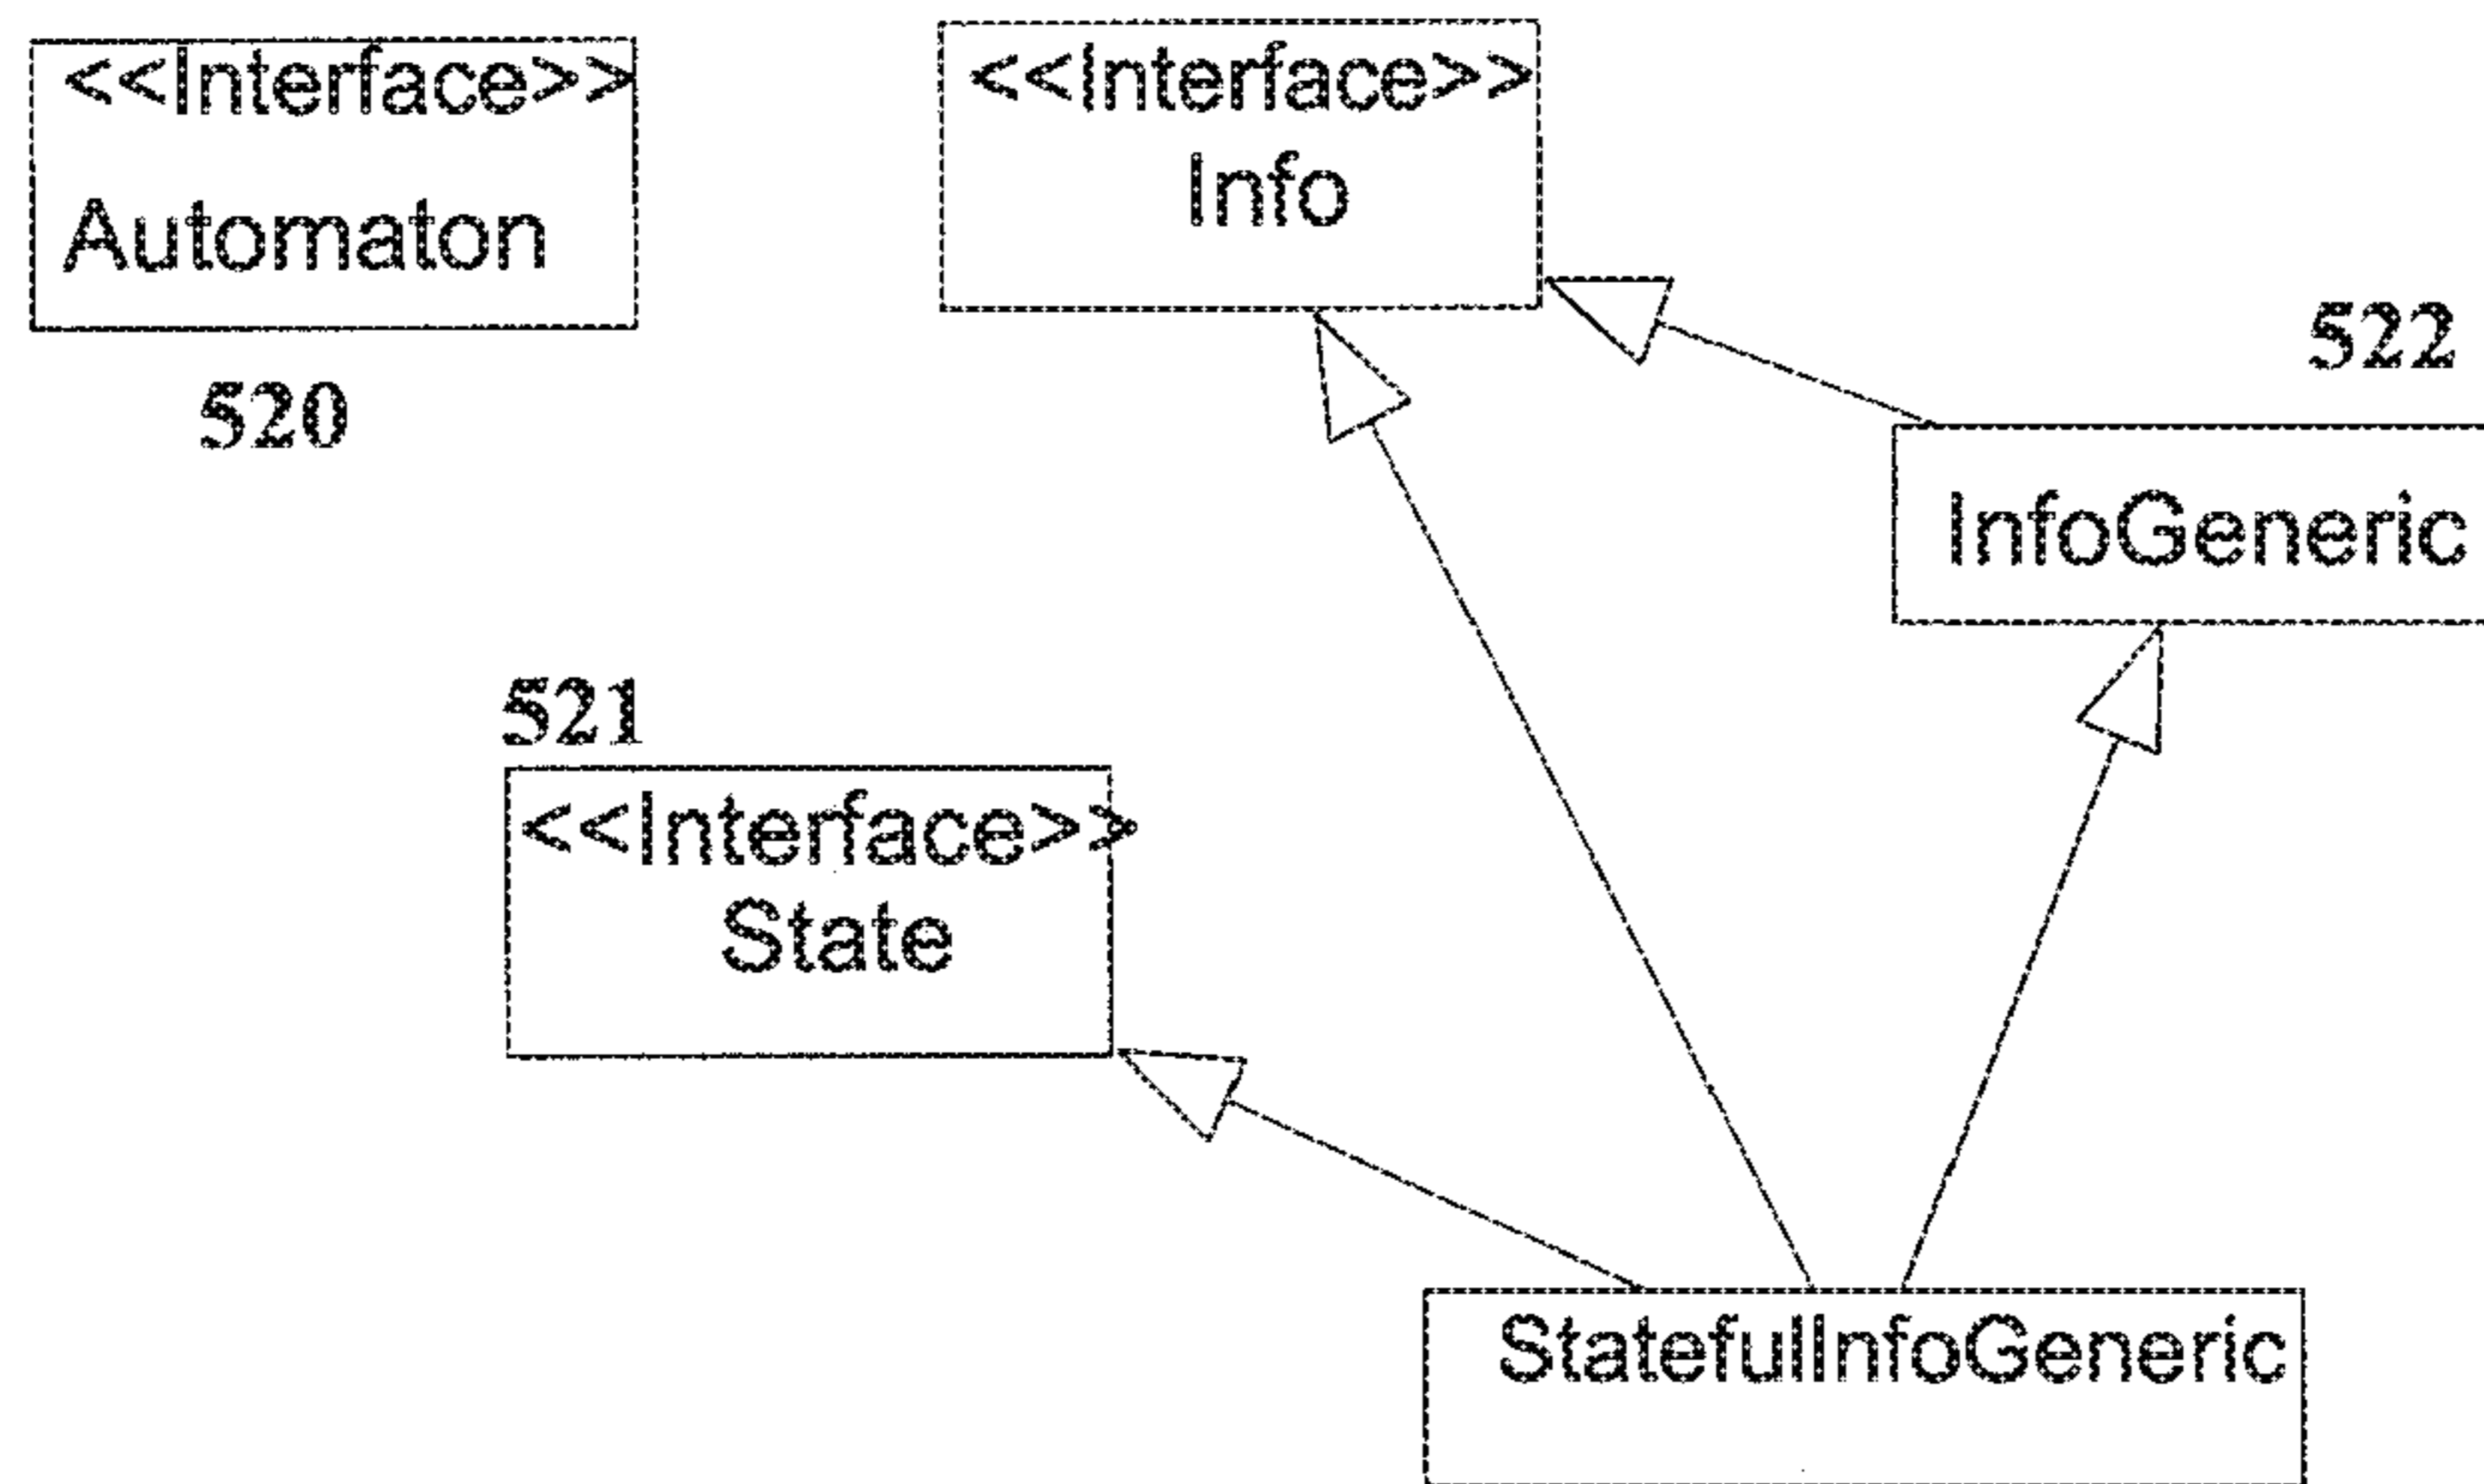 <<Interface>>
Automaton
520
<<Interface>>
Info
522
InfoGeneric
521
<<Interface>>
State
StatefulInfoGeneric